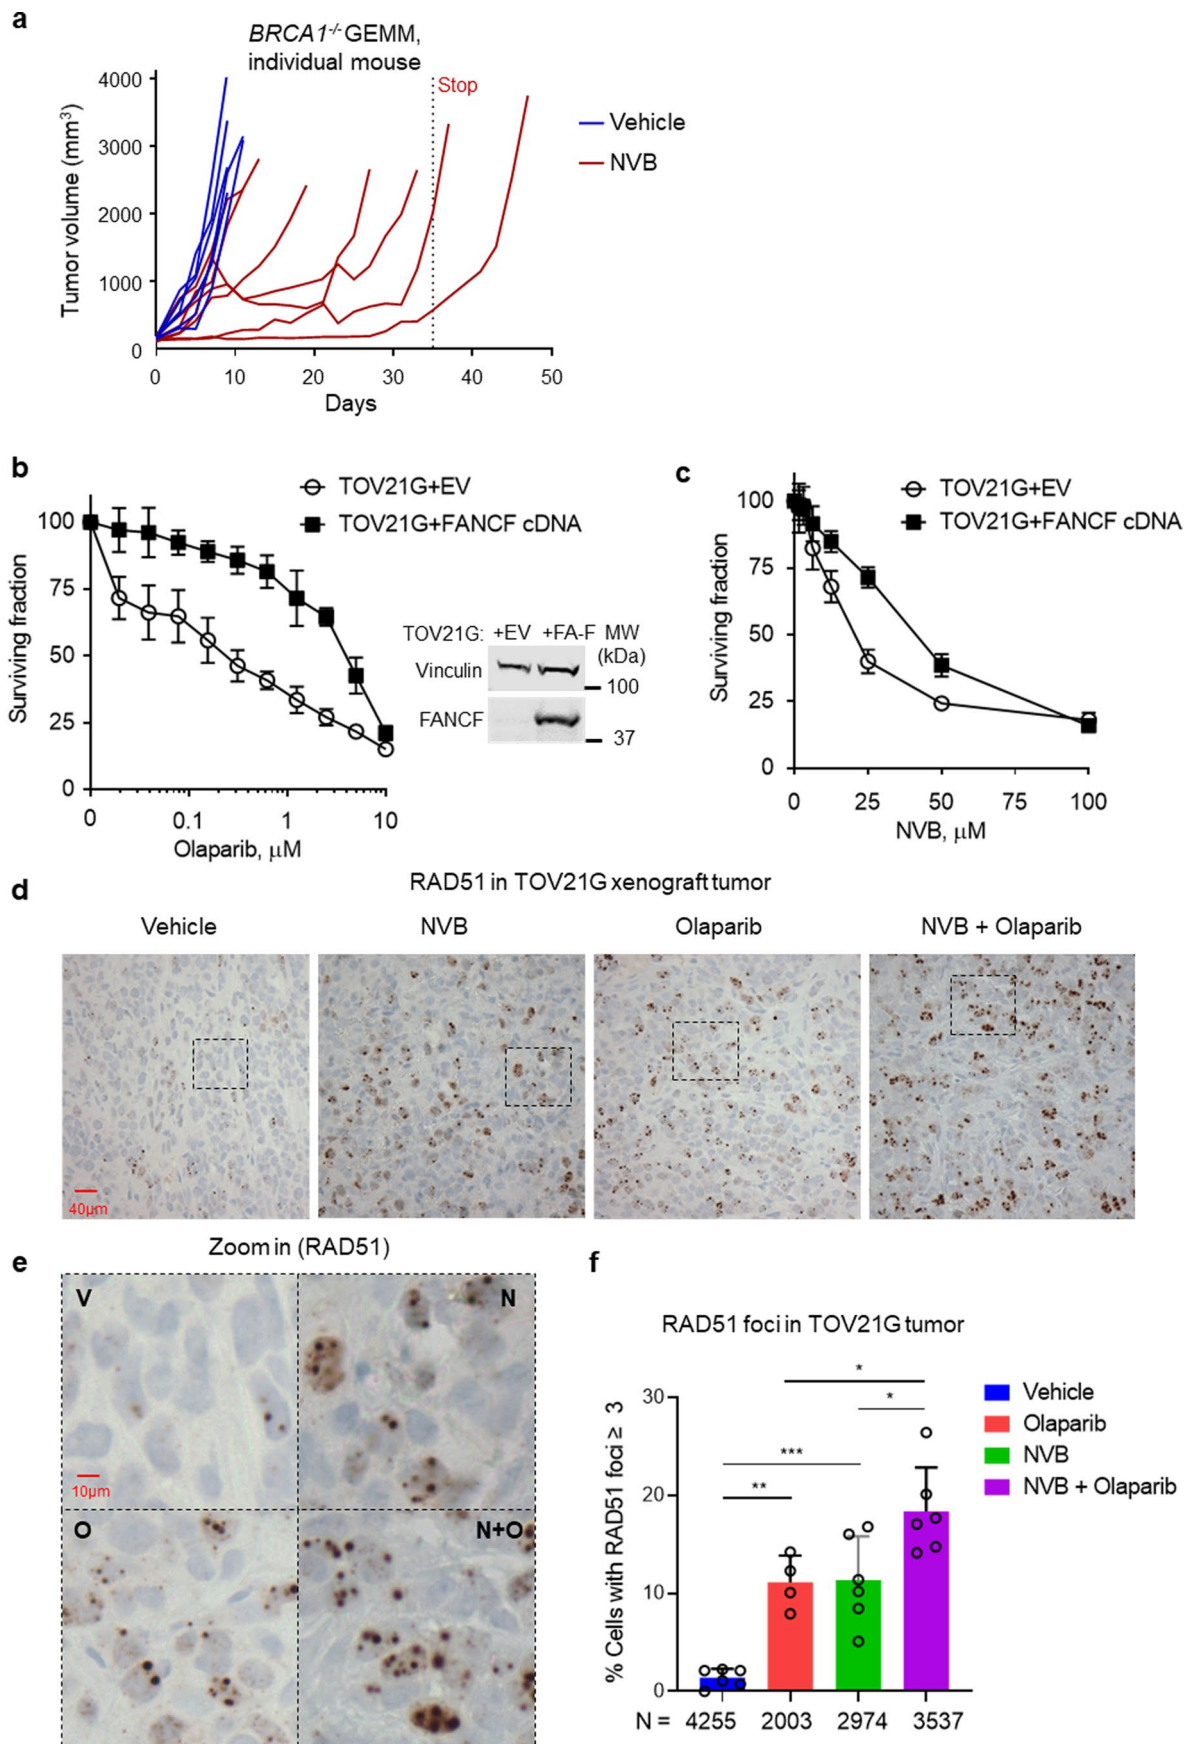 a
BRCA1-/- GEMM,
individual mouse
Tumor volume (mm3)
4000
3000
2000
1000
0
Stop
Vehicle
NVB
0 10 20 30 40 50
Days
b
TOV21G+EV
TOV21G+FANCF cDNA
Surviving fraction
100
75
50
25
0
0 0.1 1 10
Olaparib, μM
TOV21G: +EV +FA-F MW
(kDa)
Vinculin
100
FANCF
37
c
TOV21G+EV
TOV21G+FANCF cDNA
Surviving fraction
100
75
50
25
0
0 25 50 75 100
NVB, μM
d
RAD51 in TOV21G xenograft tumor
Vehicle NVB Olaparib NVB + Olaparib
40μm
e
Zoom in (RAD51)
V N
10μm
O N+O
f
RAD51 foci in TOV21G tumor
% Cells with RAD51 foci ≥ 3
30
20
10
0
*
*
***
**
Vehicle
Olaparib
NVB
NVB + Olaparib
N = 4255 2003 2974 3537